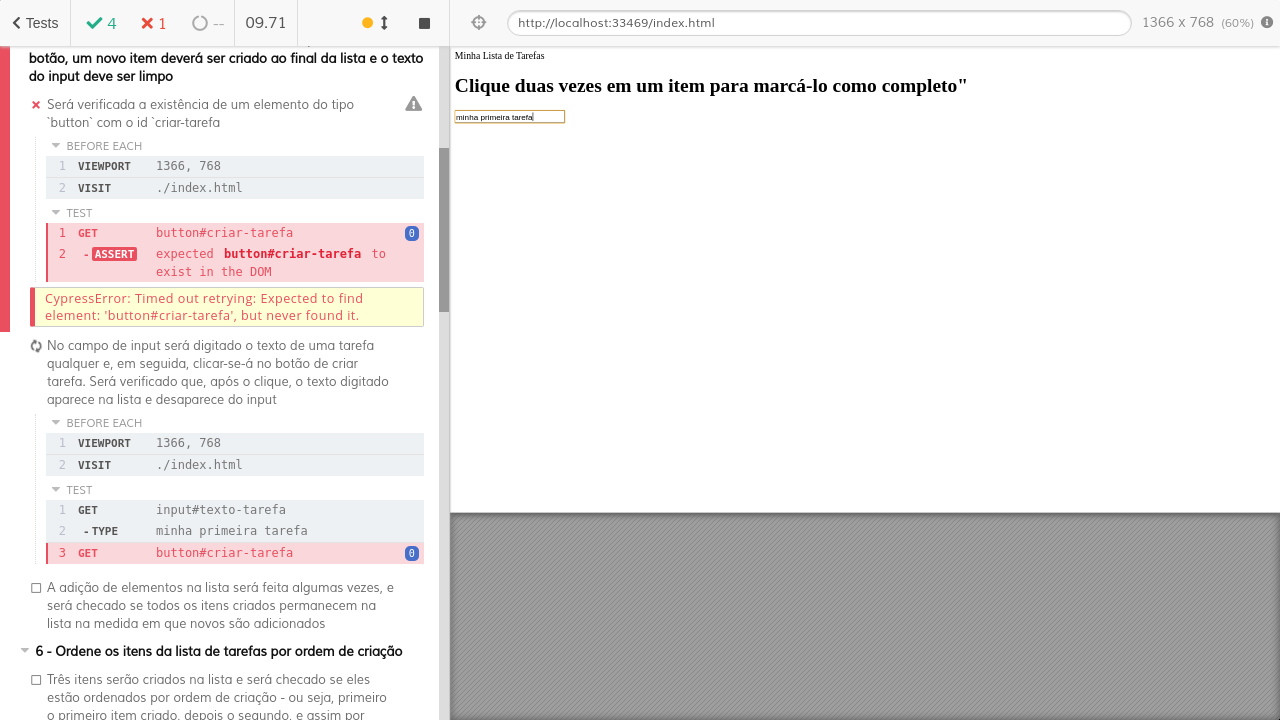 Tests
4
1
--
09.71
http://localhost:33469/index.html
1366 x 768 (60%)
botão, um novo item deverá ser criado ao final da lista e o texto
do input deve ser limpo
Será verificada a existência de um elemento do tipo
`button` com o id `criar-tarefa
BEFORE EACH
1 VIEWPORT 1366, 768
2 VISIT ./index.html
TEST
1 GET button#criar-tarefa 0
2 - ASSERT expected button#criar-tarefa to
exist in the DOM
CypressError: Timed out retrying: Expected to find
element: 'button#criar-tarefa', but never found it.
No campo de input será digitado o texto de uma tarefa
qualquer e, em seguida, clicar-se-á no botão de criar
tarefa. Será verificado que, após o clique, o texto digitado
aparece na lista e desaparece do input
BEFORE EACH
1 VIEWPORT 1366, 768
2 VISIT ./index.html
TEST
1 GET input#texto-tarefa
2 - TYPE minha primeira tarefa
3 GET button#criar-tarefa 0
A adição de elementos na lista será feita algumas vezes, e
será checado se todos os itens criados permanecem na
lista na medida em que novos são adicionados
6 - Ordene os itens da lista de tarefas por ordem de criação
Três itens serão criados na lista e será checado se eles
estão ordenados por ordem de criação - ou seja, primeiro
o primeiro item criado, depois o segundo, e assim por
Minha Lista de Tarefas
Clique duas vezes em um item para marcá-lo como completo"
minha primeira tarefa